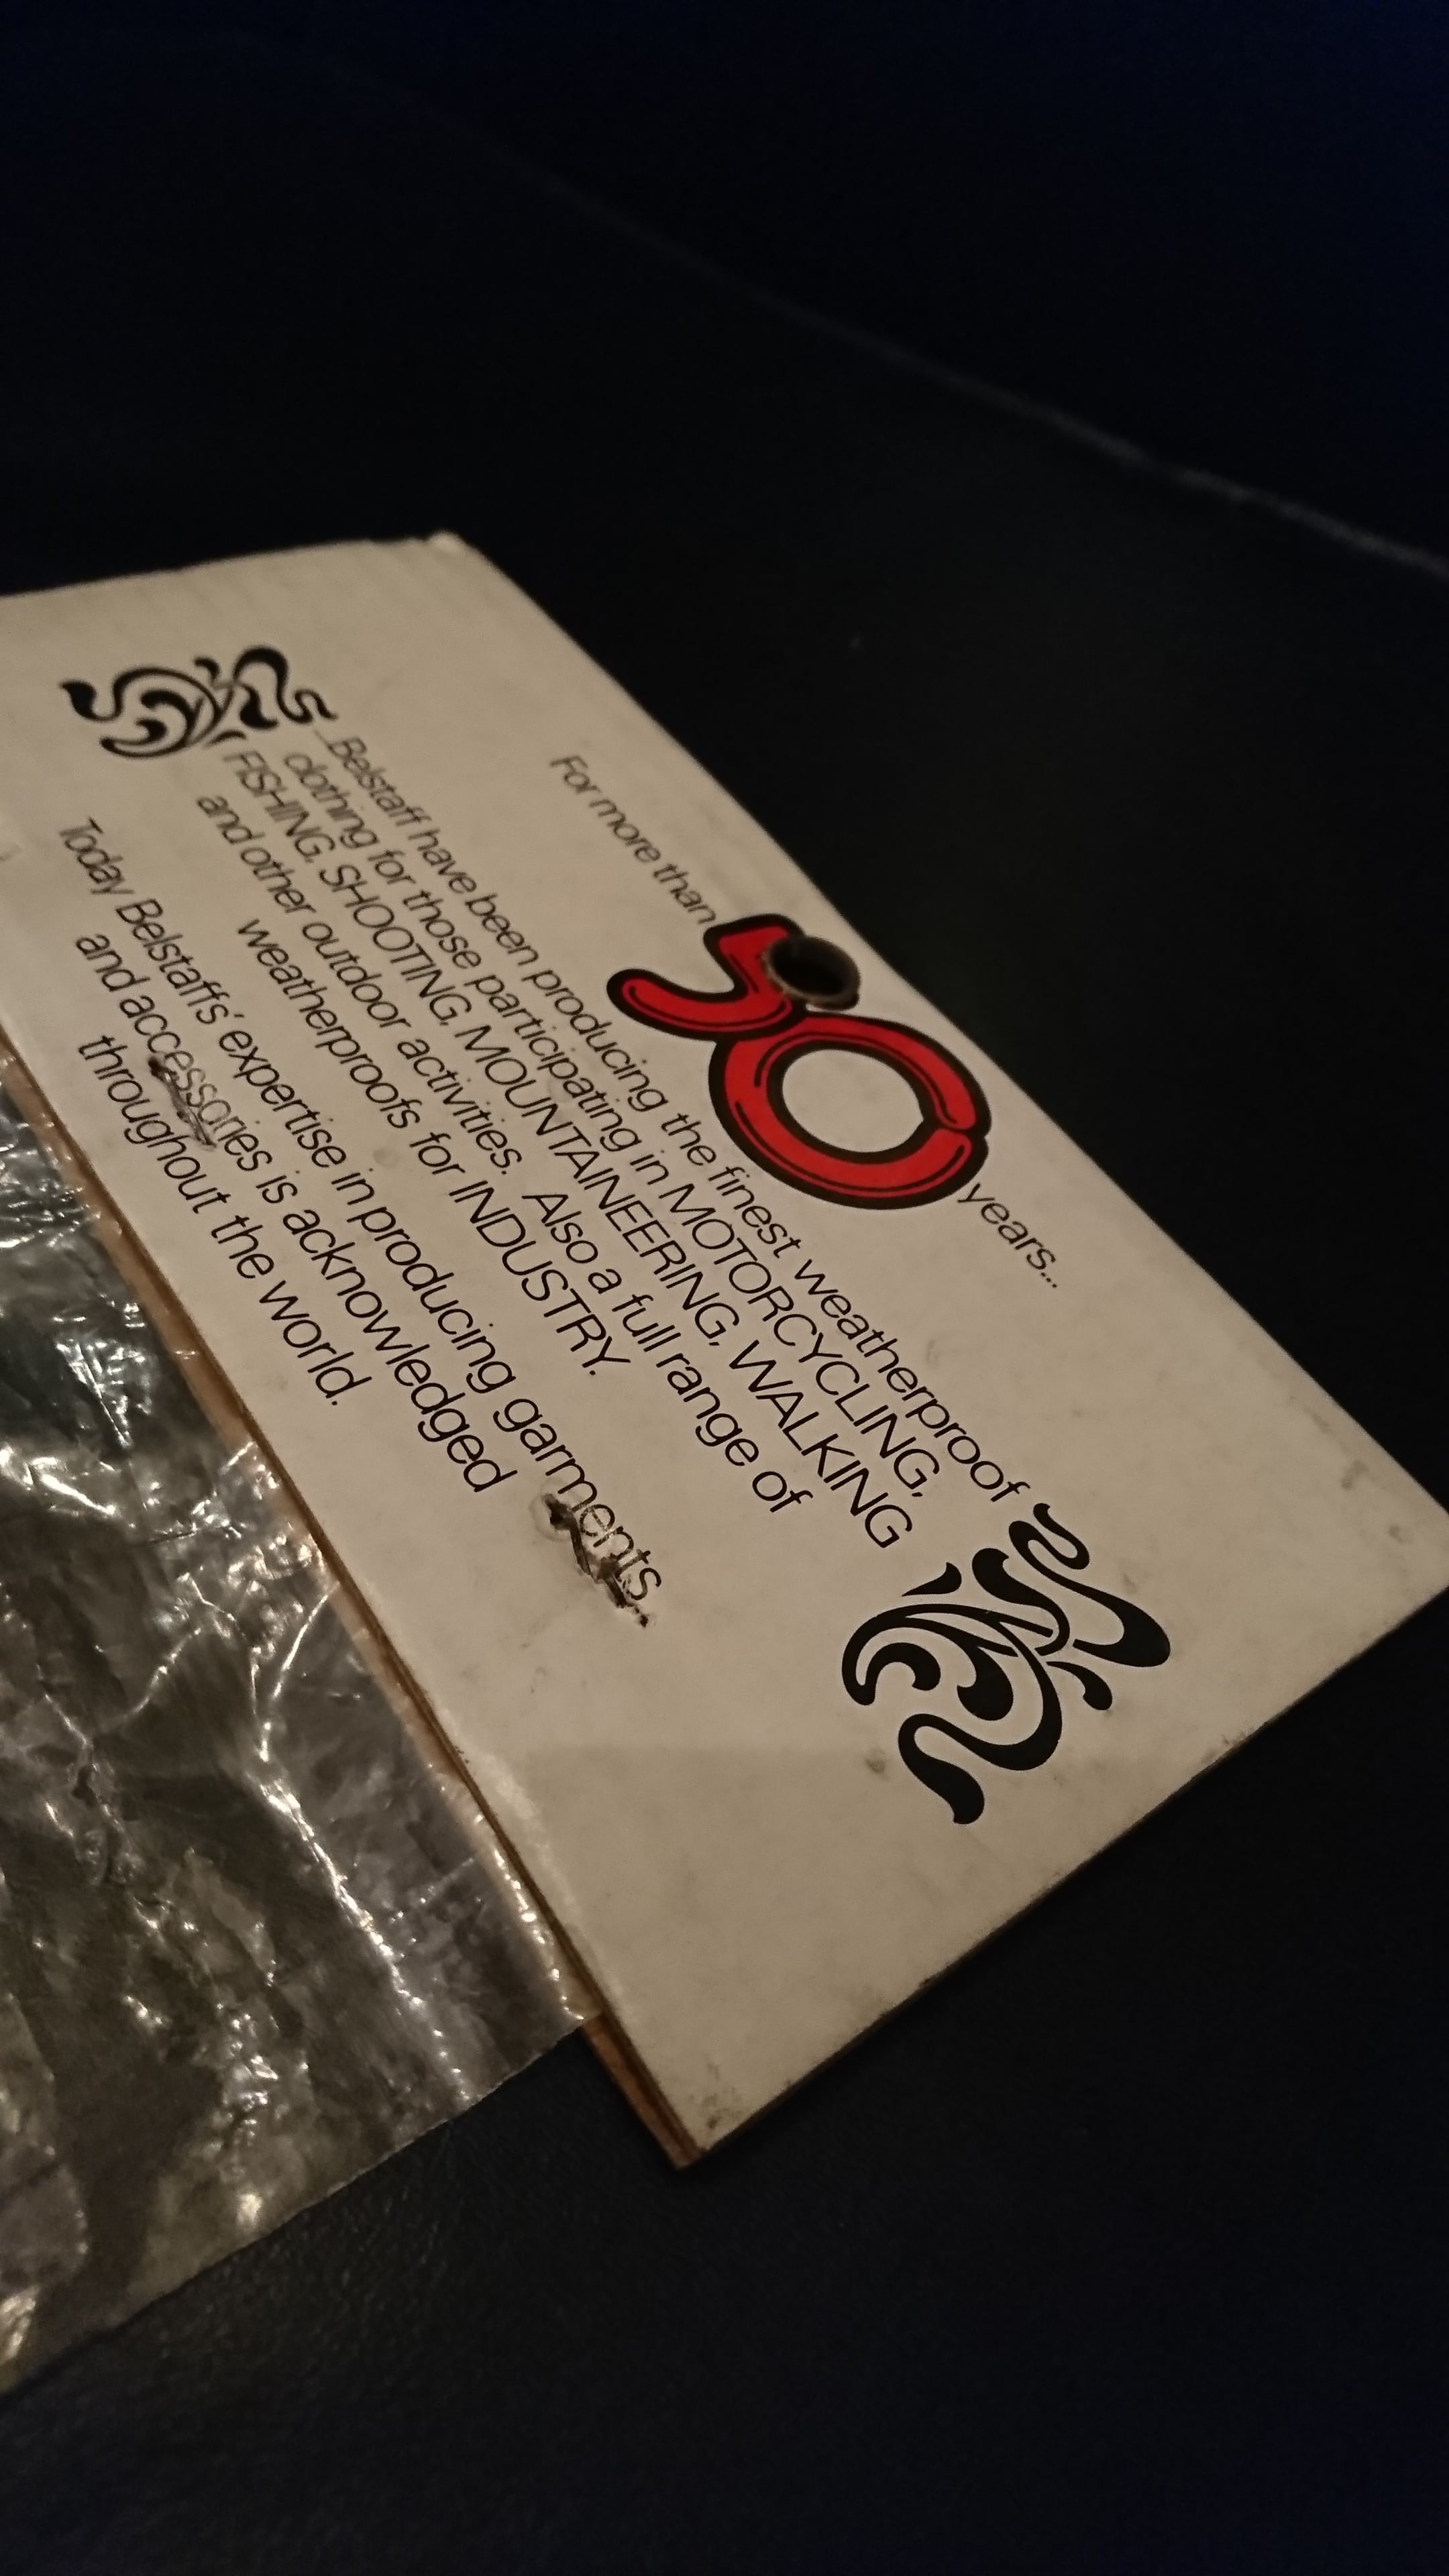 For more than
50
years...
Belstaff have been producing the finest weatherproof
clothing for those participating in MOTORCYCLING,
FISHING, SHOOTING, MOUNTAINEERING, WALKING
and other outdoor activities. Also a full range of
weatherproofs for INDUSTRY.
Today Belstaffs' expertise in producing garments
and accessories is acknowledged
throughout the world.